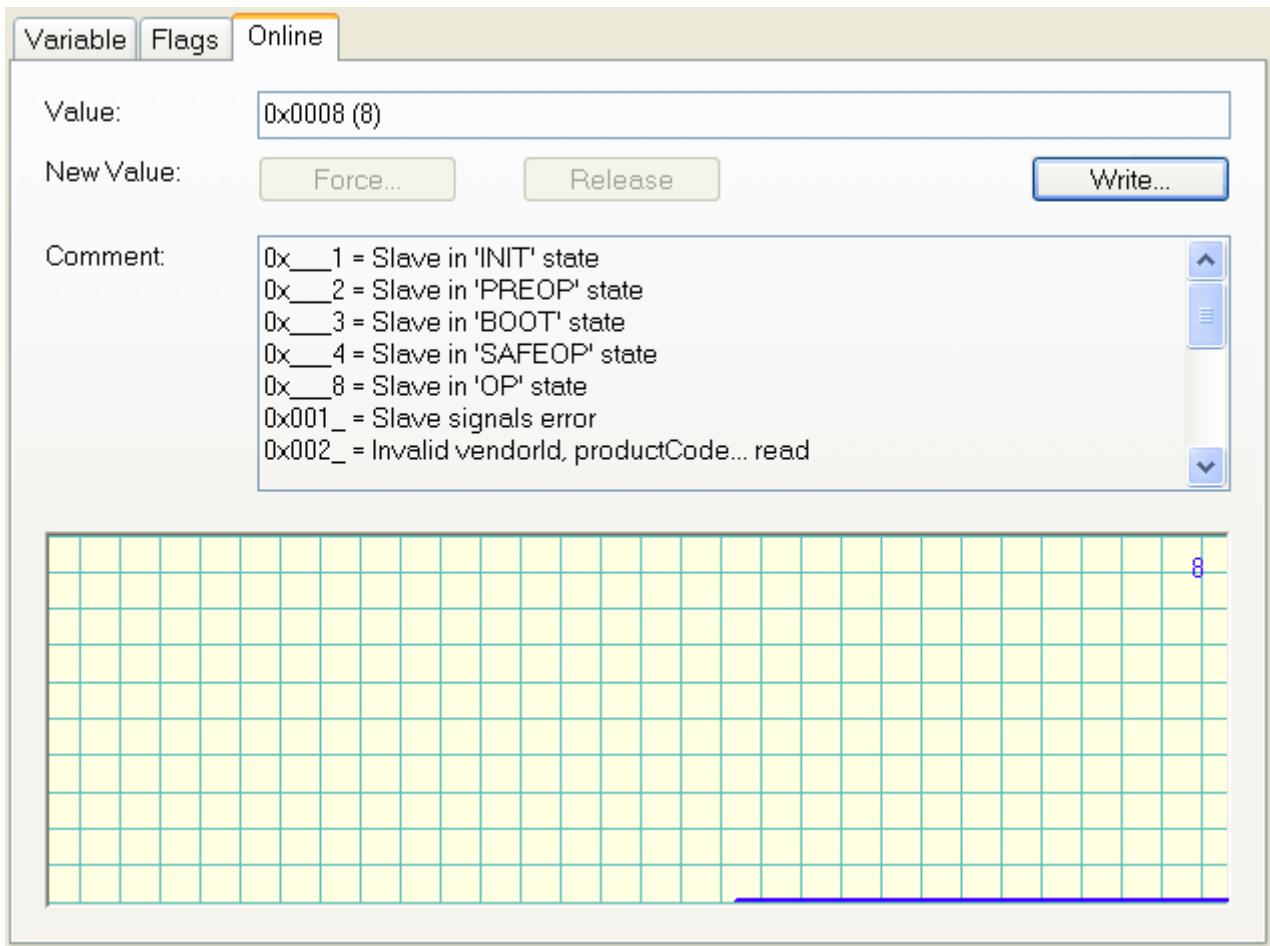 Variable Flags Online
Value: 0x0008 (8)
New Value: Force... Release Write...
Comment: 0x___1 = Slave in 'INIT' state
0x___2 = Slave in 'PREOP' state
0x___3 = Slave in 'BOOT' state
0x___4 = Slave in 'SAFEOP' state
0x___8 = Slave in 'OP' state
0x001_ = Slave signals error
0x002_ = Invalid vendorId, productCode... read
8